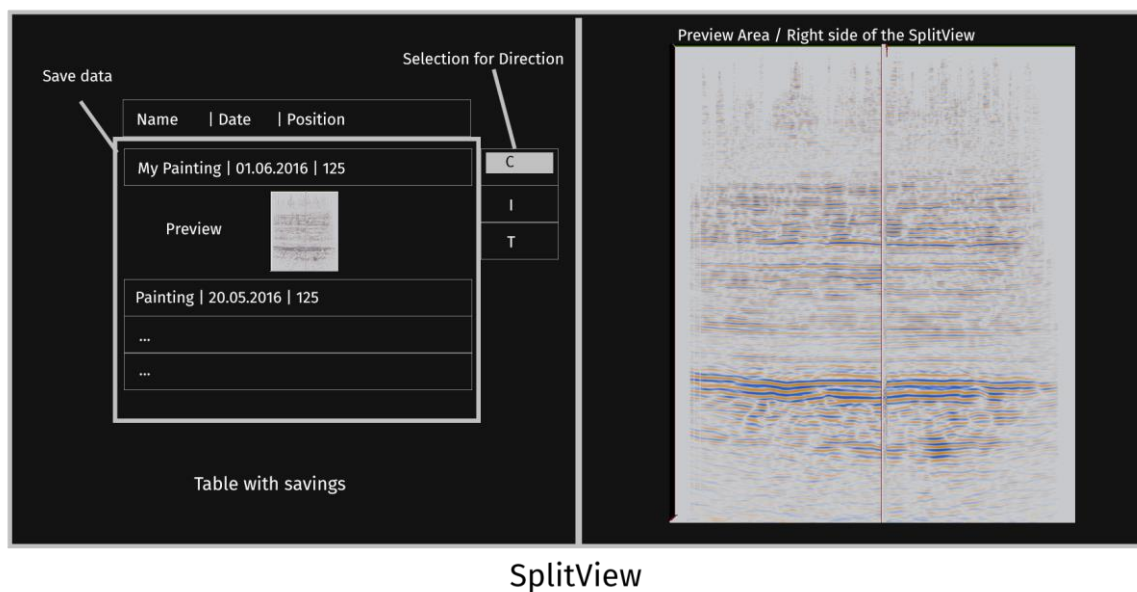 Preview Area / Right side of the SplitView
Selection for Direction
Save data
Name | Date | Position
My Painting | 01.06.2016 | 125
C
I
T
Preview
Painting | 20.05.2016 | 125
...
...
Table with savings
SplitView